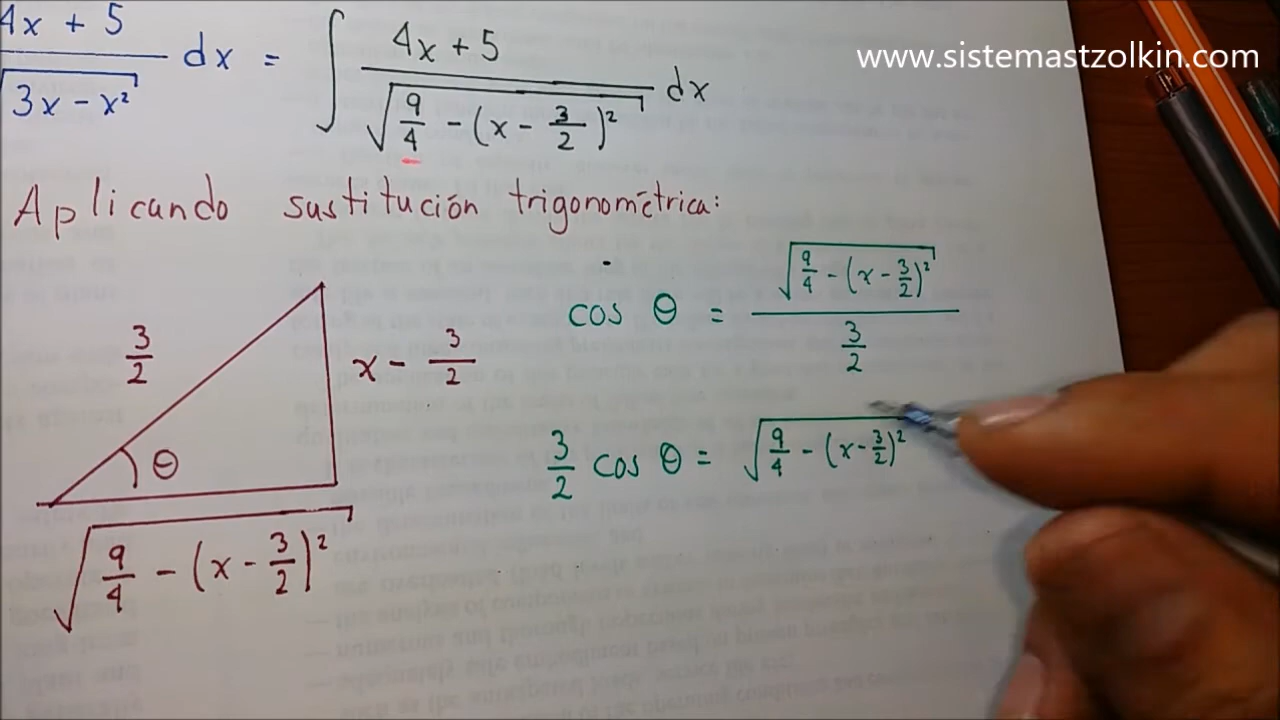 www.sistemastzolkin.com
4x + 5 / √(3x - x²) dx = ∫ 4x + 5 / √(9/4 - (x - 3/2)²) dx
Aplicando sustitución trigonométrica:
cos θ = √(9/4 - (x - 3/2)²) / 3/2
3/2
x - 3/2
θ
3/2 cos θ = √(9/4 - (x - 3/2)²)
√(9/4 - (x - 3/2)²)